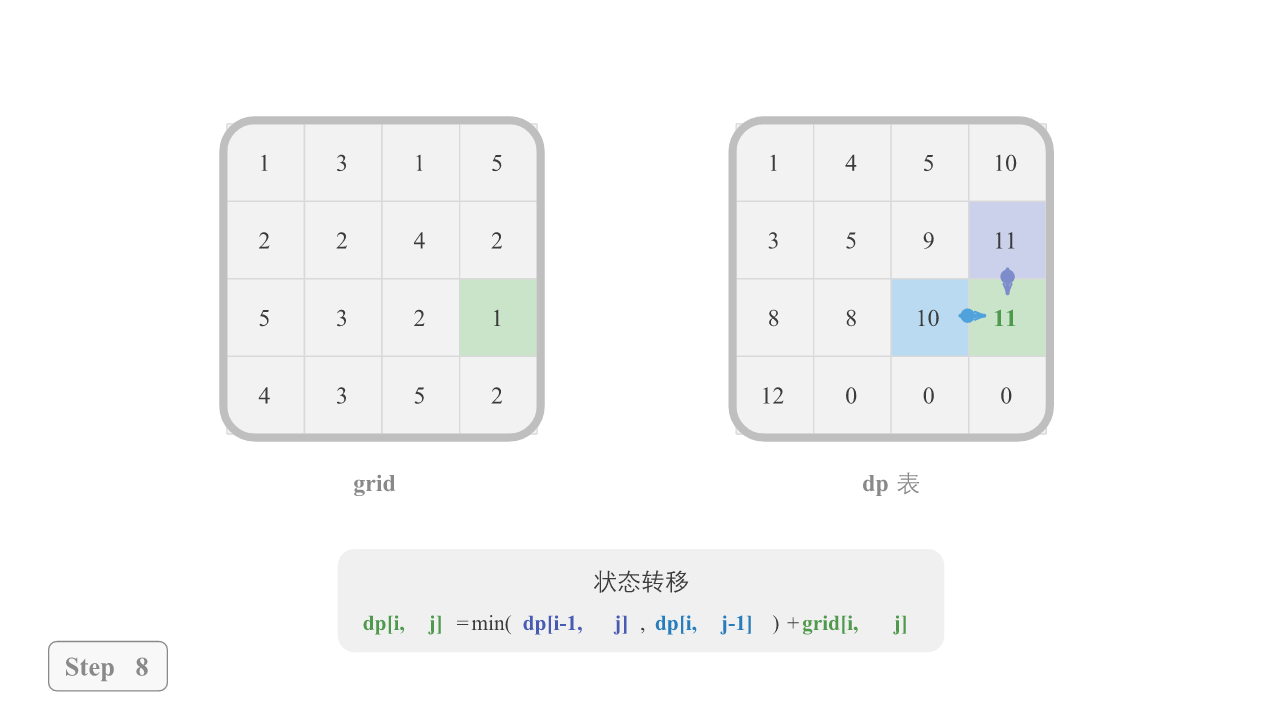 1 3 1 5
2 2 4 2
5 3 2 1
4 3 5 2
grid
1 4 5 10
3 5 9 11
8 8 10 11
12 0 0 0
dp 表
状态转移
dp[i, j] =min( dp[i-1, j] , dp[i, j-1] ) +grid[i, j]
Step 8